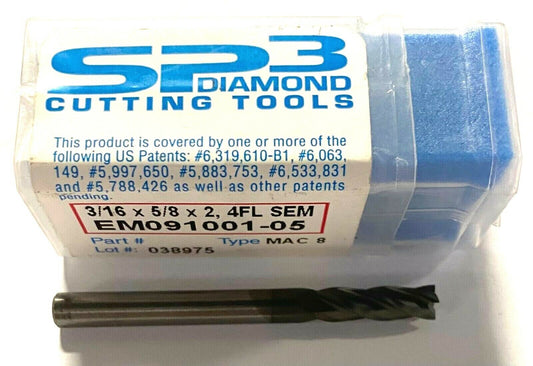 SP3
DIAMOND
CUTTING TOOLS
This product is covered by one or more of the
following US Patents: #6,319,610-B1, #6,063,
149, #5,997,650, #5,883,753, #6,533,831
and #5,788,426 as well as other patents
pending.
3/16 x 5/8 x 2, 4FL SEM
EM091001-05
Part # Type MAC 8
Lot #: 038975